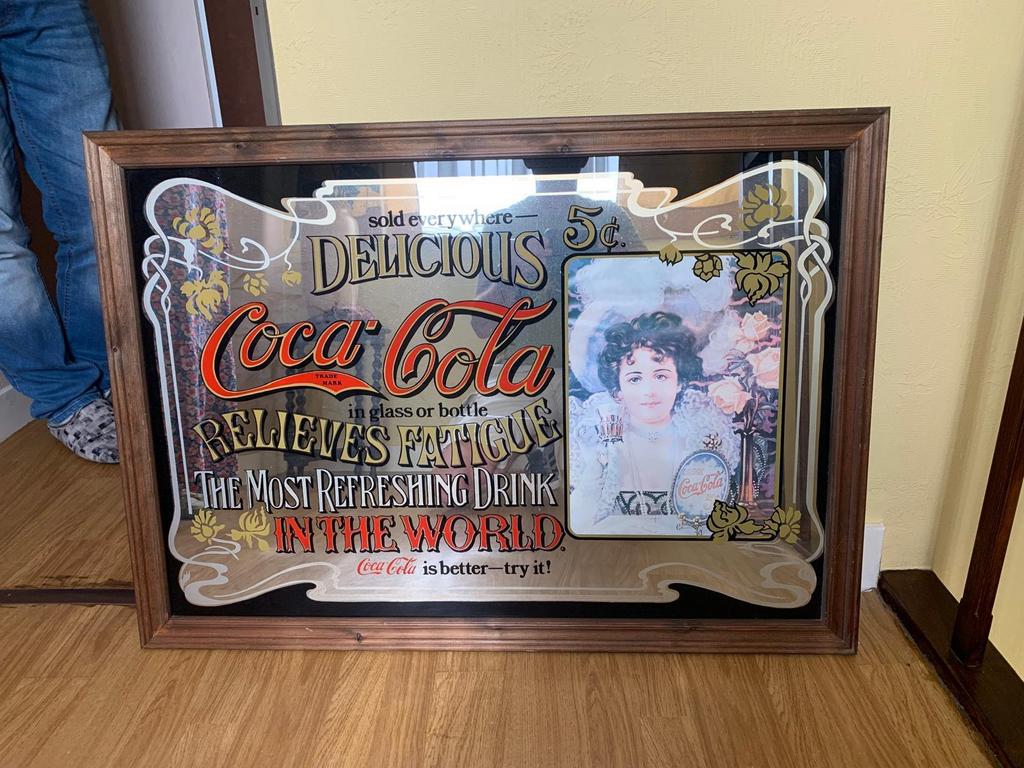 sold everywhere—
5¢.
DELICIOUS
Coca-Cola
TRADE
MARK
in glass or bottle
RELIEVES FATIGUE
THE MOST REFRESHING DRINK
IN THE WORLD.
Coca-Cola is better—try it!
Coca-Cola